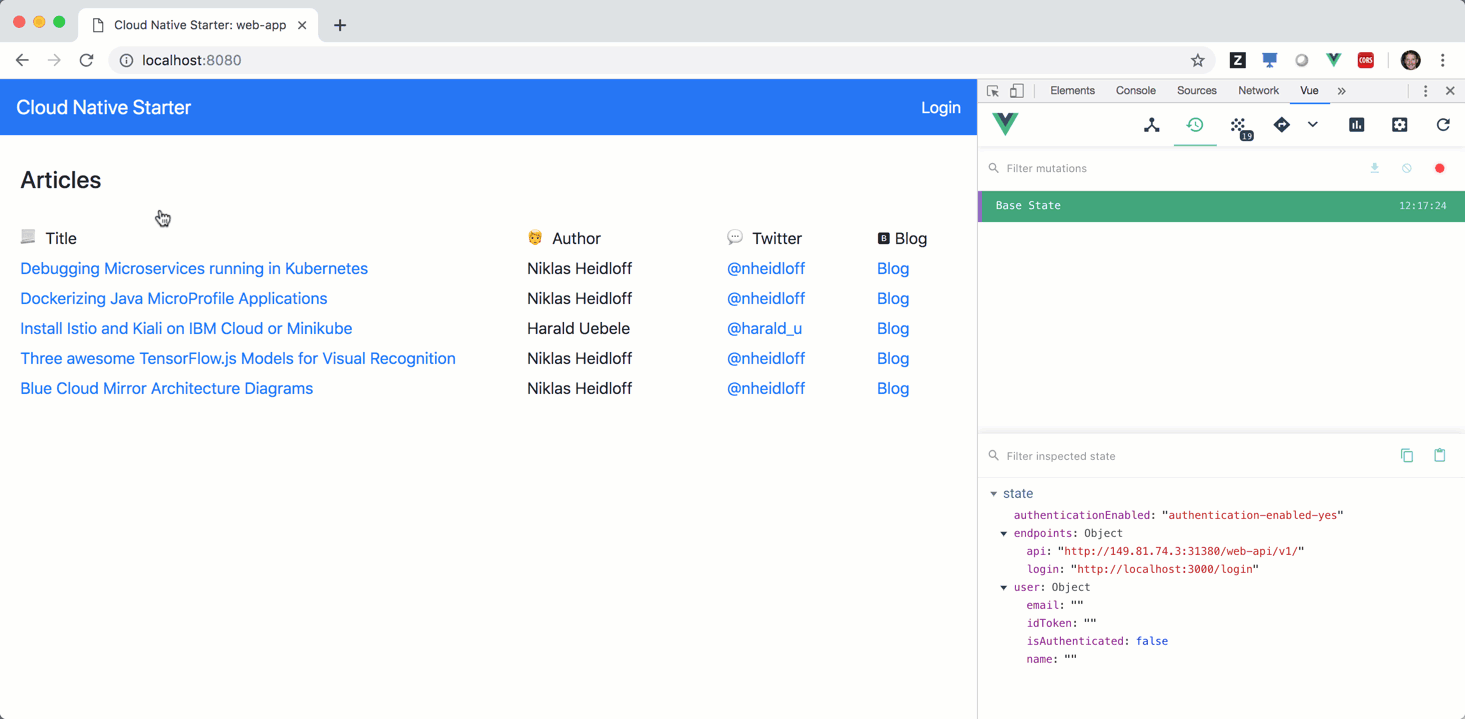 Cloud Native Starter: web-app
localhost:8080
CORS
Cloud Native Starter
Login
Articles
Title Author Twitter B Blog
Debugging Microservices running in Kubernetes Niklas Heidloff @nheidloff Blog
Dockerizing Java MicroProfile Applications Niklas Heidloff @nheidloff Blog
Install Istio and Kiali on IBM Cloud or Minikube Harald Uebele @harald_u Blog
Three awesome TensorFlow.js Models for Visual Recognition Niklas Heidloff @nheidloff Blog
Blue Cloud Mirror Architecture Diagrams Niklas Heidloff @nheidloff Blog
Elements Console Sources Network Vue »
19
Filter mutations
Base State 12:17:24
Filter inspected state
state
authenticationEnabled: "authentication-enabled-yes"
endpoints: Object
api: "http://149.81.74.3:31380/web-api/v1/"
login: "http://localhost:3000/login"
user: Object
email: ""
idToken: ""
isAuthenticated: false
name: ""